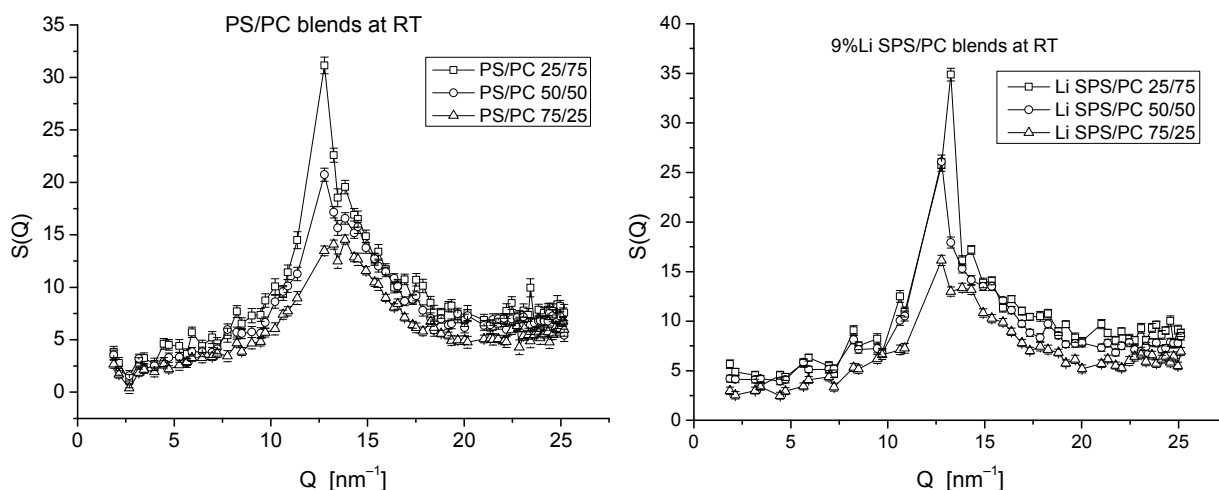 PS/PC blends at RT
PS/PC 25/75
PS/PC 50/50
PS/PC 75/25
S(Q)
35
30
25
20
15
10
5
0
0 5 10 15 20 25
Q [nm⁻¹]
9%Li SPS/PC blends at RT
Li SPS/PC 25/75
Li SPS/PC 50/50
Li SPS/PC 75/25
S(Q)
40
35
30
25
20
15
10
5
0
0 5 10 15 20 25
Q [nm⁻¹]